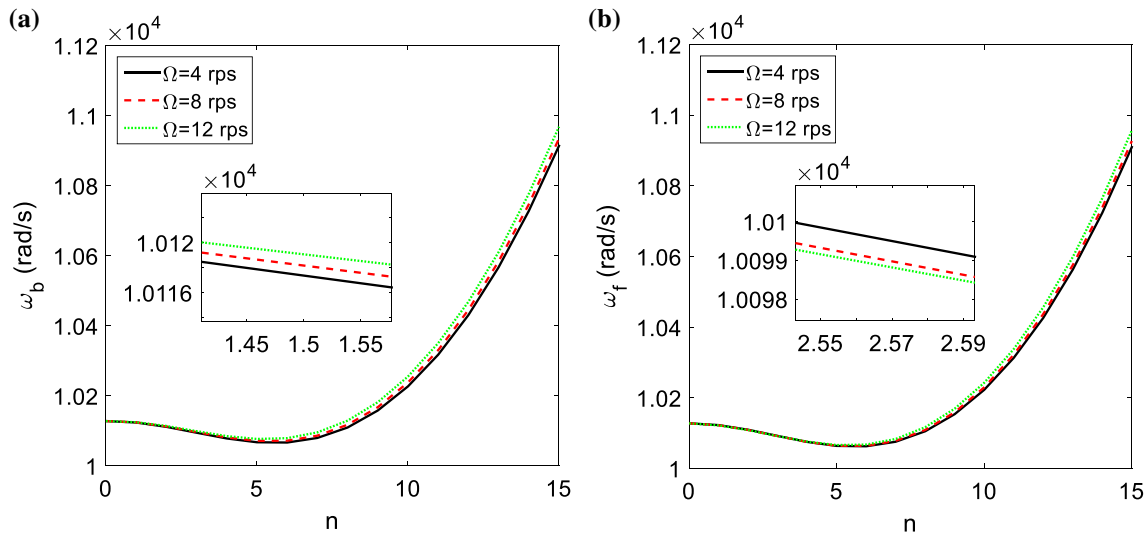 (a)
×10⁴
1.12
1.1
1.08
1.06
1.04
1.02
1
ω_b (rad/s)
Ω=4 rps
Ω=8 rps
Ω=12 rps
×10⁴
1.012
1.0116
1.45 1.5 1.55
0 5 10 15
n
(b)
×10⁴
1.12
1.1
1.08
1.06
1.04
1.02
1
ω_f (rad/s)
Ω=4 rps
Ω=8 rps
Ω=12 rps
×10⁴
1.01
1.0099
1.0098
2.55 2.57 2.59
0 5 10 15
n